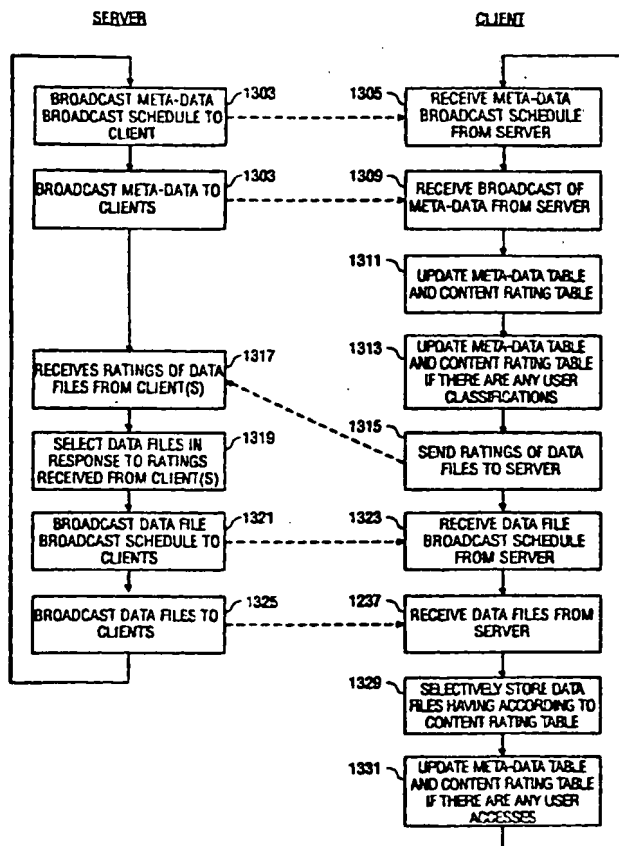 SERVER
CLIENT
1303
BROADCAST META-DATA
BROADCAST SCHEDULE TO
CLIENT
1305
RECEIVE META-DATA
BROADCAST SCHEDULE
FROM SERVER
1303
BROADCAST META-DATA TO
CLIENTS
1309
RECEIVE BROADCAST OF
META-DATA FROM SERVER
1311
UPDATE META-DATA TABLE
AND CONTENT RATING TABLE
1313
UPDATE META-DATA TABLE
AND CONTENT RATING TABLE
IF THERE ARE ANY USER
CLASSIFICATIONS
1317
RECEIVES RATINGS OF DATA
FILES FROM CLIENT(S)
1315
SEND RATINGS OF DATA
FILES TO SERVER
1319
SELECT DATA FILES IN
RESPONSE TO RATINGS
RECEIVED FROM CLIENT(S)
1321
BROADCAST DATA FILE
BROADCAST SCHEDULE TO
CLIENTS
1323
RECEIVE DATA FILE
BROADCAST SCHEDULE
FROM SERVER
1325
BROADCAST DATA FILES TO
CLIENTS
1237
RECEIVE DATA FILES FROM
SERVER
1329
SELECTIVELY STORE DATA
FILES HAVING ACCORDING TO
CONTENT RATING TABLE
1331
UPDATE META-DATA TABLE
AND CONTENT RATING TABLE
IF THERE ARE ANY USER
ACCESSES